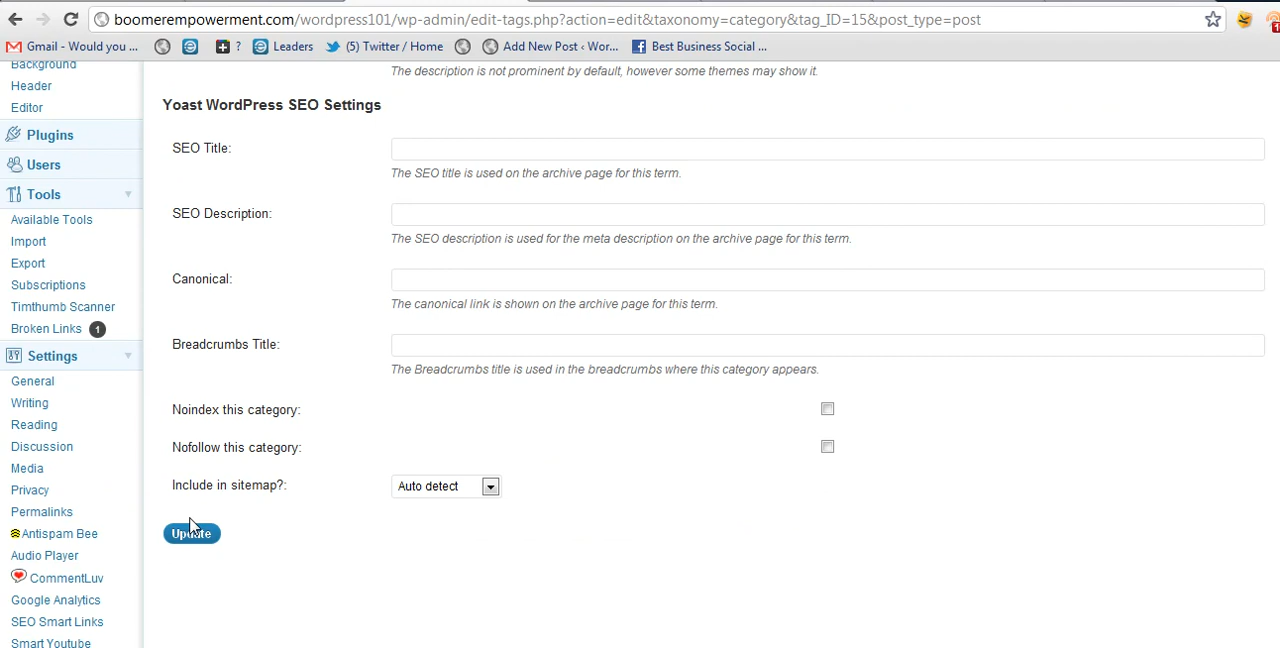 boomerempowerment.com/wordpress101/wp-admin/edit-tags.php?action=edit&taxonomy=category&tag_ID=15&post_type=post
1
Gmail - Would you ... ? Leaders (5) Twitter / Home Add New Post ‹ Wor... Best Business Social ...
Background
The description is not prominent by default, however some themes may show it.
Header
Editor
Plugins
Users
Tools
Available Tools
Import
Export
Subscriptions
Timthumb Scanner
Broken Links 1
Settings
General
Writing
Reading
Discussion
Media
Privacy
Permalinks
Antispam Bee
Audio Player
CommentLuv
Google Analytics
SEO Smart Links
Smart Youtube
Yoast WordPress SEO Settings
SEO Title:
The SEO title is used on the archive page for this term.
SEO Description:
The SEO description is used for the meta description on the archive page for this term.
Canonical:
The canonical link is shown on the archive page for this term.
Breadcrumbs Title:
The Breadcrumbs title is used in the breadcrumbs where this category appears.
Noindex this category:
Nofollow this category:
Include in sitemap?: Auto detect
Update